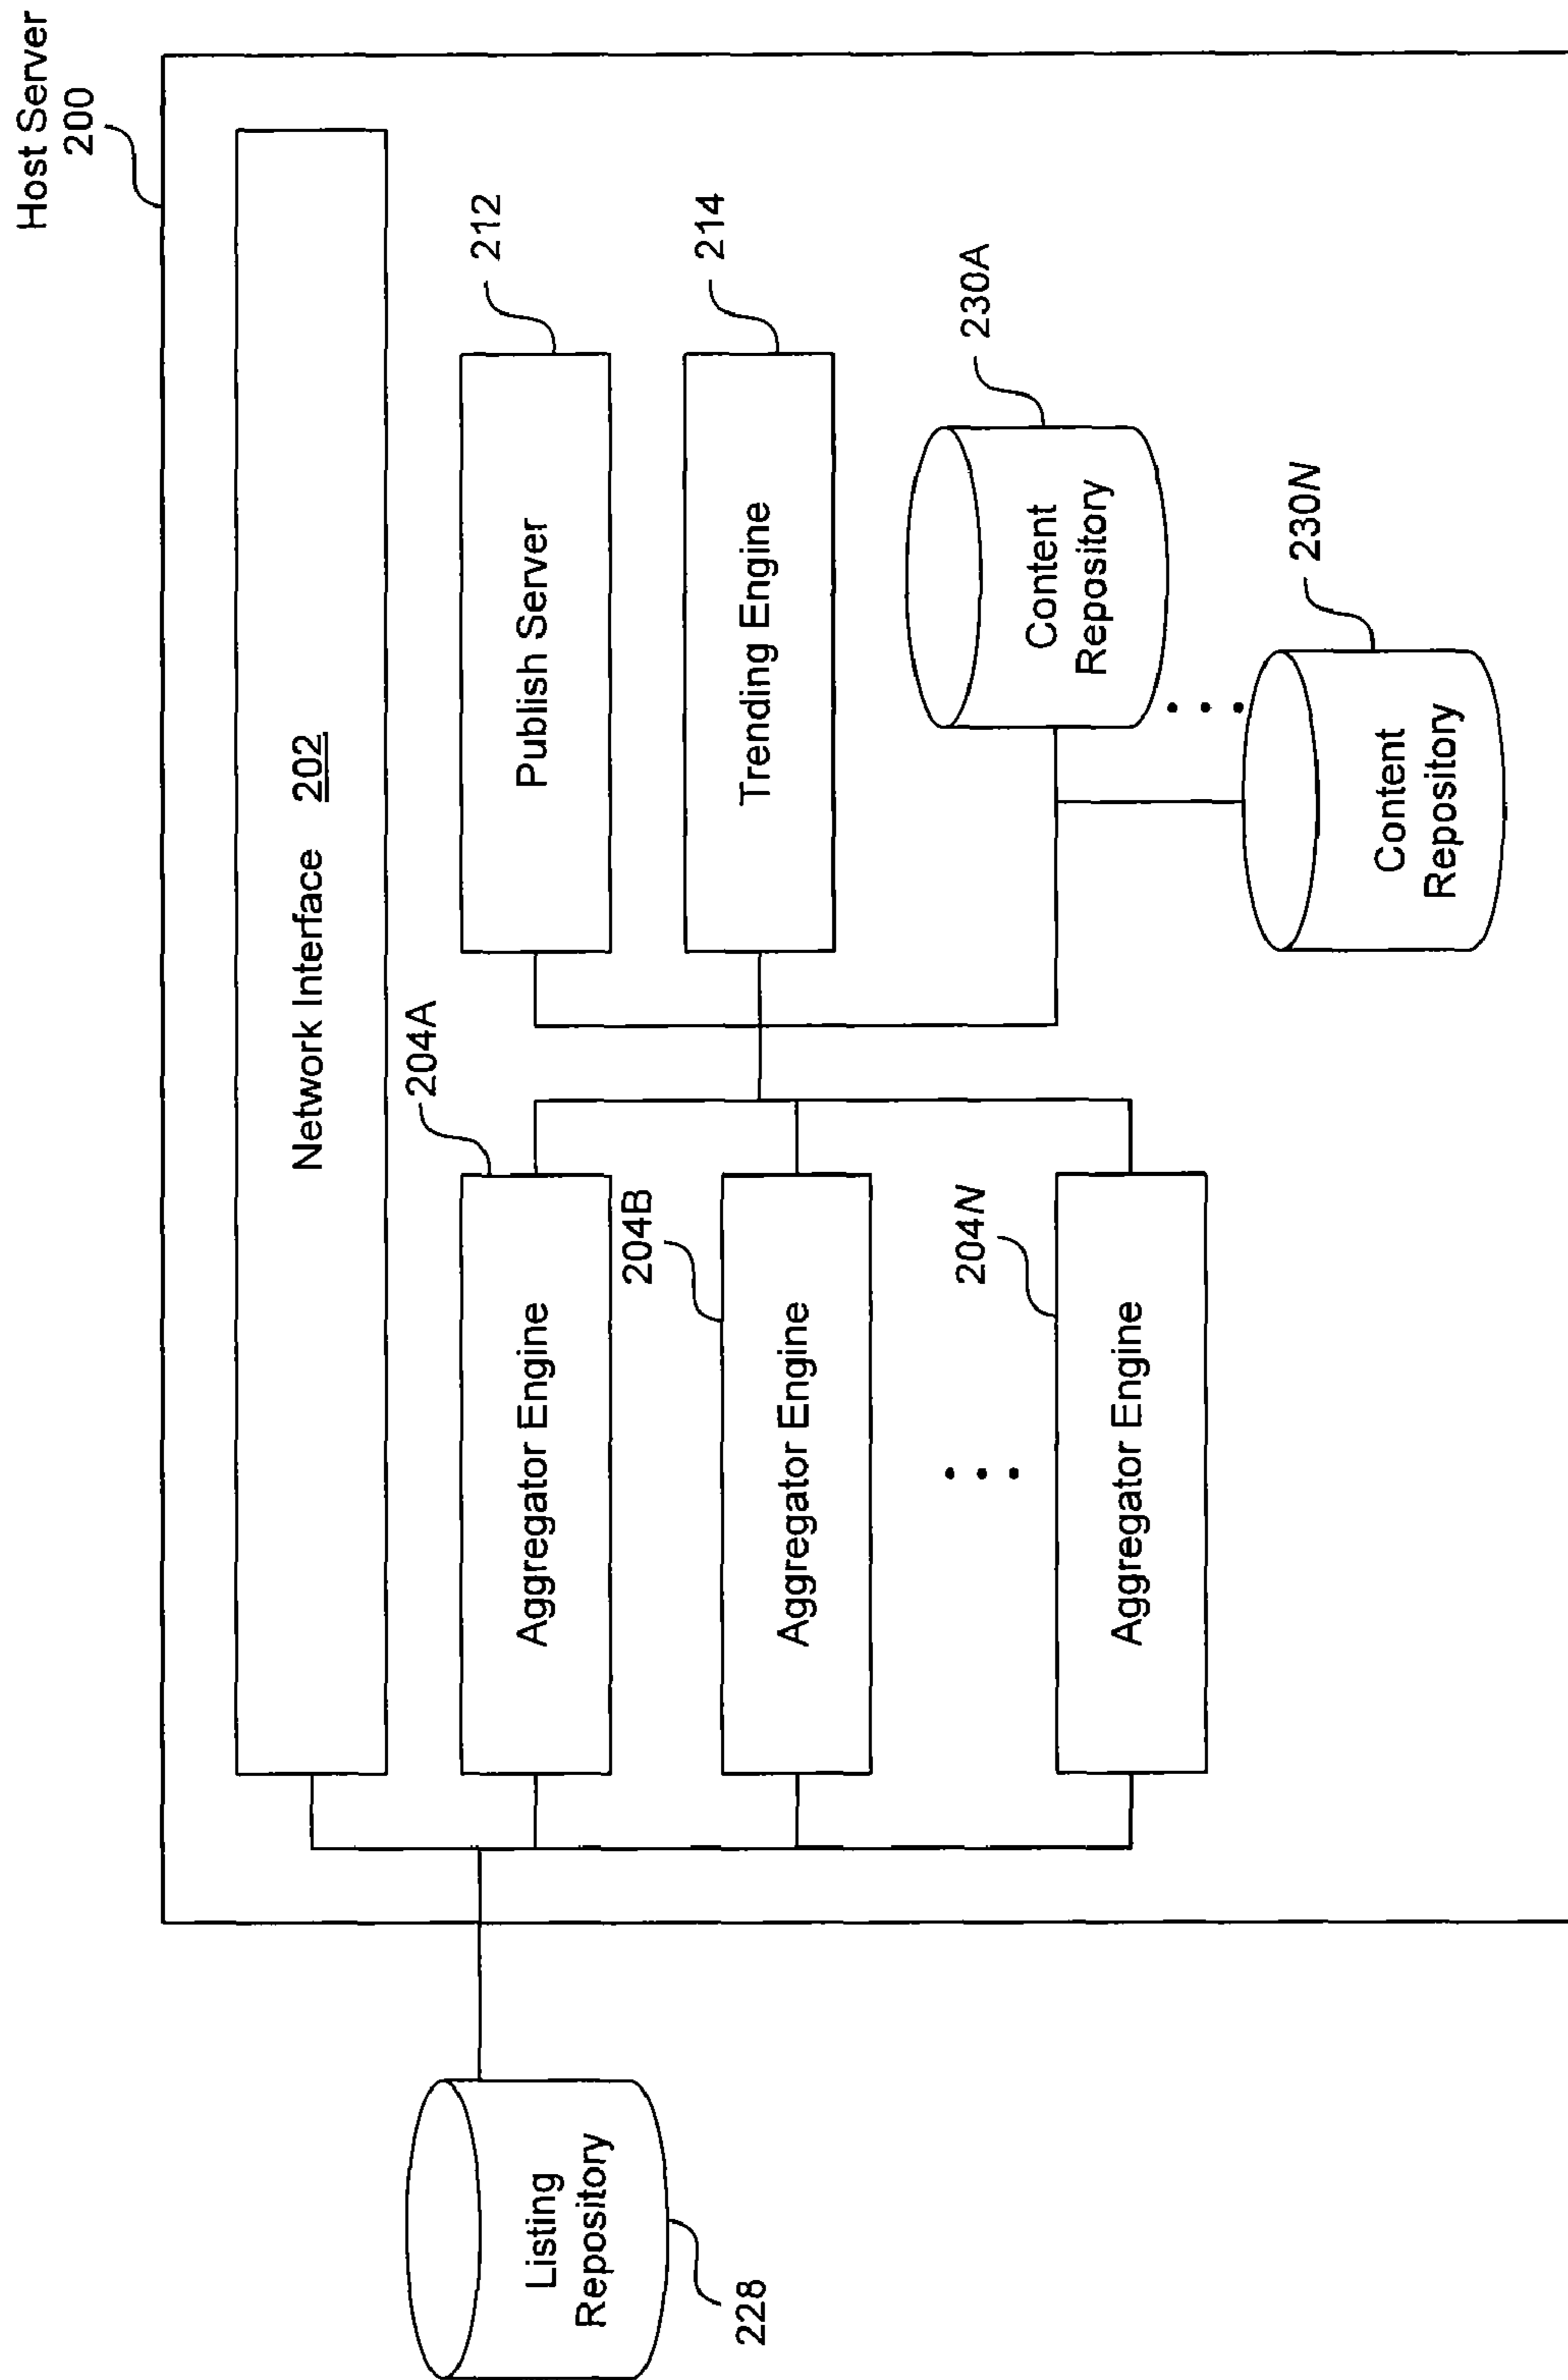 Host Server
200
Network Interface 202
Listing
Repository
228
204A
Aggregator Engine
204B
Aggregator Engine
204N
Aggregator Engine
Publish Server
212
Trending Engine
214
230A
Content
Repository
230N
Content
Repository